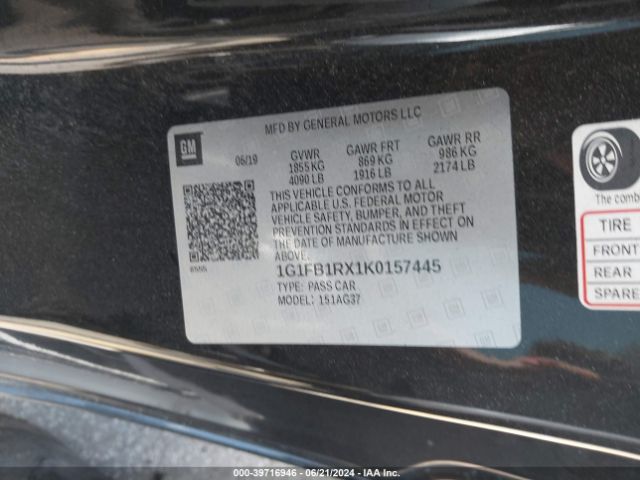 MFD BY GENERAL MOTORS LLC
GM
06/19
GVWR
1855 KG
4090 LB
GAWR FRT
869 KG
1916 LB
GAWR RR
986 KG
2174 LB
THIS VEHICLE CONFORMS TO ALL
APPLICABLE U.S. FEDERAL MOTOR
VEHICLE SAFETY, BUMPER, AND THEFT
PREVENTION STANDARDS IN EFFECT ON
THE DATE OF MANUFACTURE SHOWN
ABOVE.
1G1FB1RX1K0157445
TYPE: PASS CAR
MODEL: 1S1AG37
The comb
TIRE
FRONT
REAR
SPARE
000-39716946 - 06/21/2024 - IAA Inc.